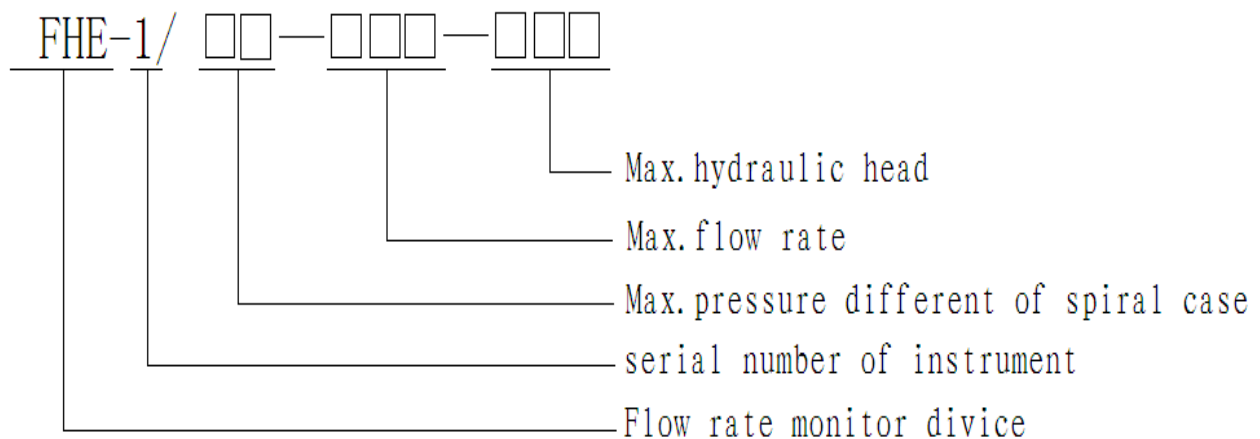 FHE-1/ □□—□□□—□□□
Max.hydraulic head
Max.flow rate
Max.pressure different of spiral case
serial number of instrument
Flow rate monitor divice